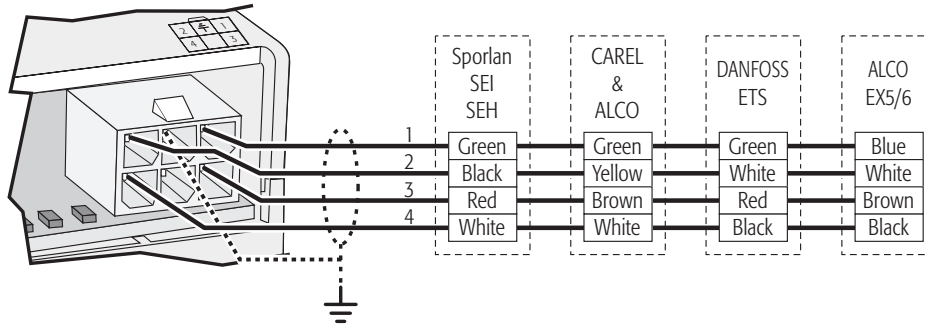 2 1
4 3
Sporlan
SEI
SEH
CAREL
&
ALCO
DANFOSS
ETS
ALCO
EX5/6
1 Green Green Green Blue
2 Black Yellow White White
3 Red Brown Red Brown
4 White White Black Black